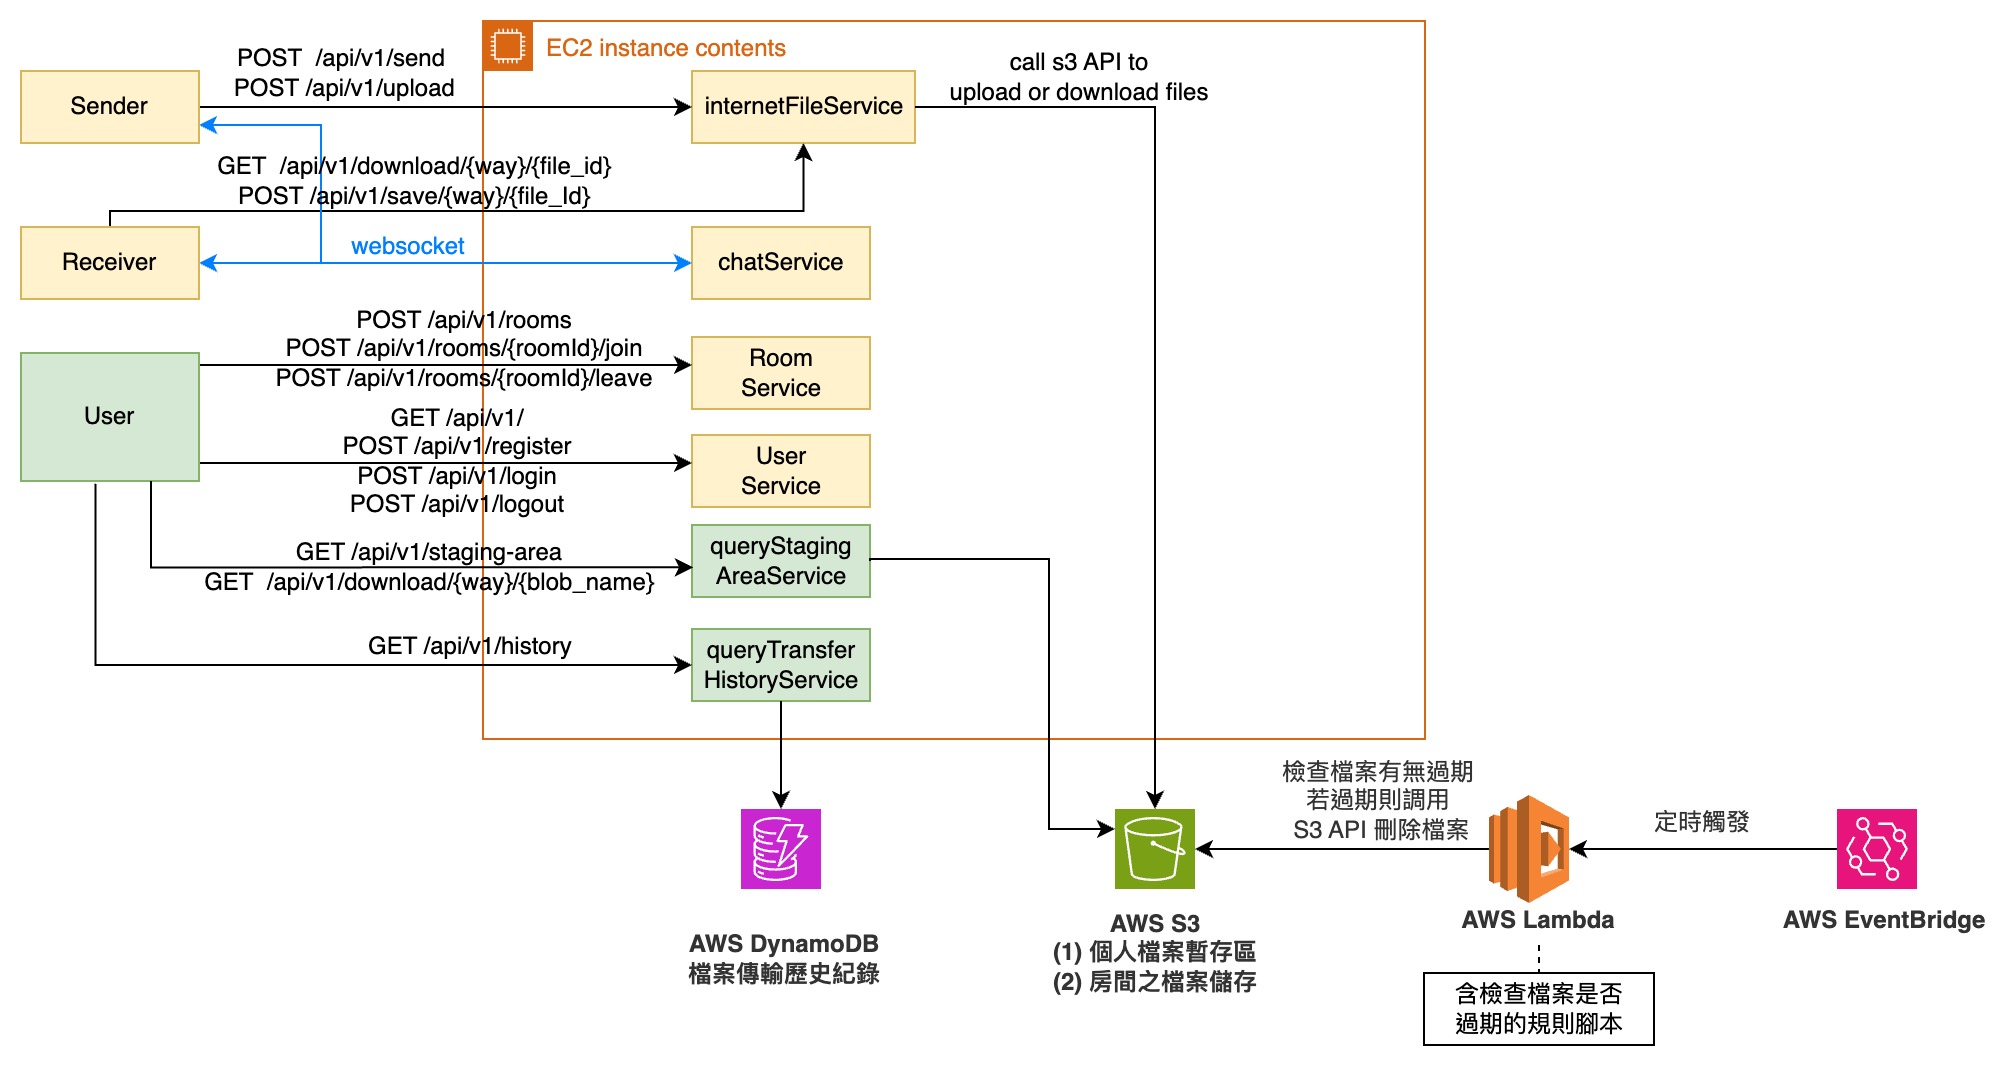 EC2 instance contents
POST  /api/v1/send
POST /api/v1/upload
call s3 API to
upload or download files
Sender
internetFileService
GET  /api/v1/download/{way}/{file_id}
POST /api/v1/save/{way}/{file_Id}
Receiver
websocket
chatService
POST /api/v1/rooms
POST /api/v1/rooms/{roomId}/join
POST /api/v1/rooms/{roomId}/leave
Room
Service
User
GET /api/v1/
POST /api/v1/register
POST /api/v1/login
POST /api/v1/logout
User
Service
GET /api/v1/staging-area
GET  /api/v1/download/{way}/{blob_name}
queryStaging
AreaService
GET /api/v1/history
queryTransfer
HistoryService
檢查檔案有無過期
若過期則調用
S3 API 刪除檔案
定時觸發
AWS DynamoDB
檔案傳輸歷史紀錄
AWS S3
(1) 個人檔案暫存區
(2) 房間之檔案儲存
AWS Lambda
AWS EventBridge
含檢查檔案是否
過期的規則腳本